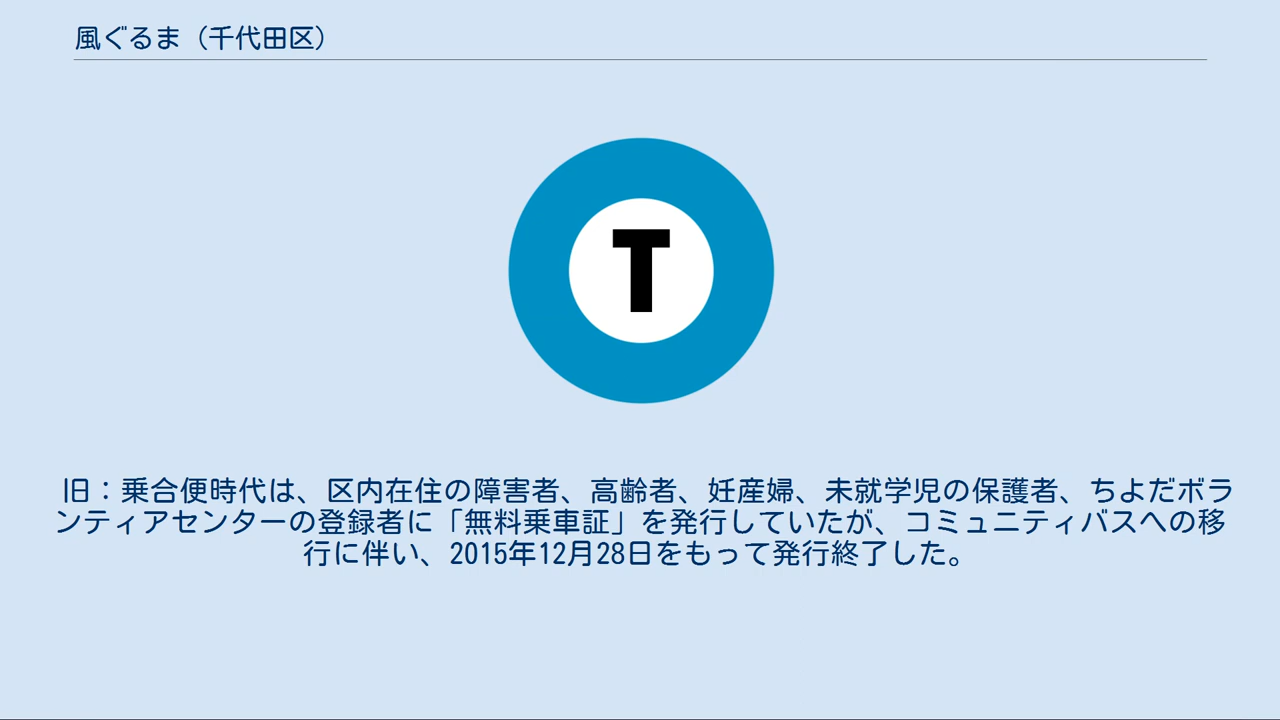 風ぐるま（千代田区）
T
旧：乗合便時代は、区内在住の障害者、高齢者、妊産婦、未就学児の保護者、ちよだボラ
ンティアセンターの登録者に「無料乗車証」を発行していたが、コミュニティバスへの移
行に伴い、2015年12月28日をもって発行終了した。